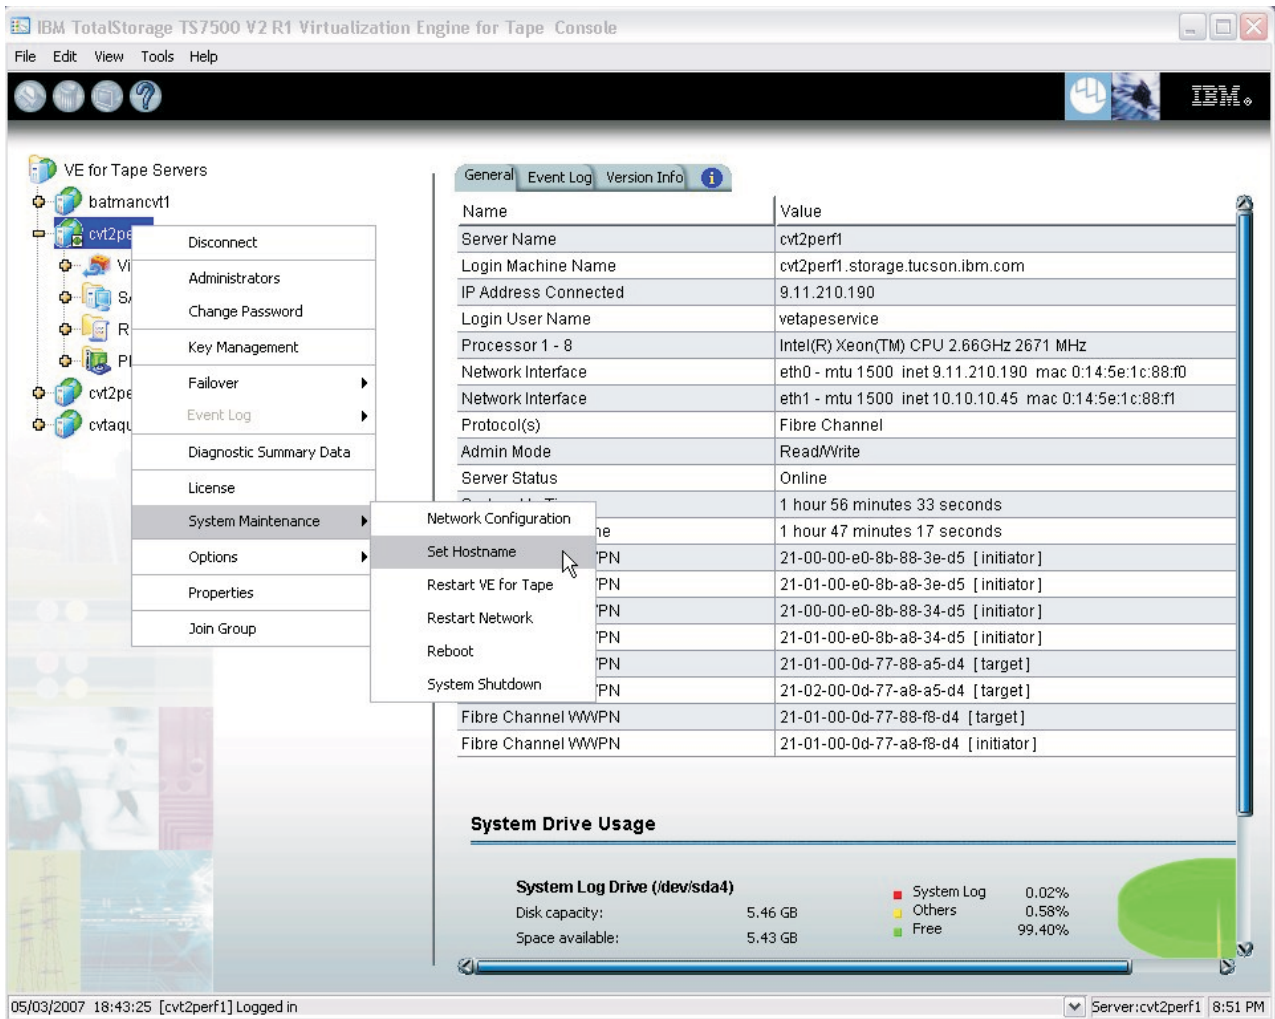 IBM TotalStorage TS7500 V2 R1 Virtualization Engine for Tape Console
File Edit View Tools Help
IBM
VE for Tape Servers
batmancvt1
cvt2pe
Vi
R
cvt2pe
cvtaqu
Disconnect
Administrators
Change Password
Key Management
Failover
Event Log
Diagnostic Summary Data
License
System Maintenance
Options
Properties
Join Group
Network Configuration
Set Hostname
Restart VE for Tape
Restart Network
Reboot
System Shutdown
General Event Log Version Info
Name Value
Server Name cvt2perf1
Login Machine Name cvt2perf1.storage.tucson.ibm.com
IP Address Connected 9.11.210.190
Login User Name vetapeservice
Processor 1 - 8 Intel(R) Xeon(TM) CPU 2.66GHz 2671 MHz
Network Interface eth0 - mtu 1500 inet 9.11.210.190 mac 0:14:5e:1c:88:f0
Network Interface eth1 - mtu 1500 inet 10.10.10.45 mac 0:14:5e:1c:88:f1
Protocol(s) Fibre Channel
Admin Mode Read/Write
Server Status Online
1 hour 56 minutes 33 seconds
ne 1 hour 47 minutes 17 seconds
PN 21-00-00-e0-8b-88-3e-d5 [initiator]
PN 21-01-00-e0-8b-a8-3e-d5 [initiator]
PN 21-00-00-e0-8b-88-34-d5 [initiator]
PN 21-01-00-e0-8b-a8-34-d5 [initiator]
PN 21-01-00-0d-77-88-a5-d4 [target]
PN 21-02-00-0d-77-a8-a5-d4 [target]
Fibre Channel WWPN 21-01-00-0d-77-88-f8-d4 [target]
Fibre Channel WWPN 21-01-00-0d-77-a8-f8-d4 [initiator]
System Drive Usage
System Log Drive (/dev/sda4)
Disk capacity: 5.46 GB
Space available: 5.43 GB
System Log 0.02%
Others 0.58%
Free 99.40%
05/03/2007 18:43:25 [cvt2perf1] Logged in
Server:cvt2perf1 8:51 PM